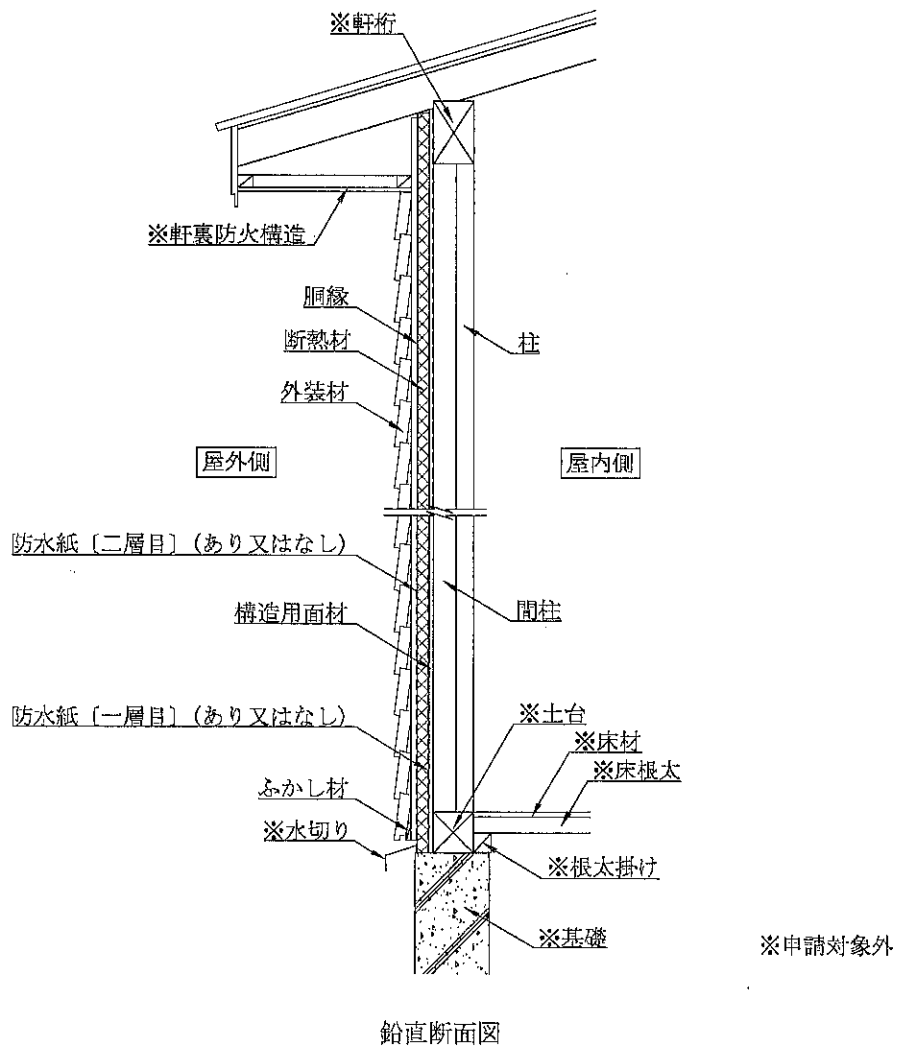 ※軒桁
※軒裏防火構造
胴縁
断熱材
柱
外装材
屋外側
屋内側
防水紙〔二層目〕(あり又はなし)
間柱
構造用面材
防水紙〔一層目〕(あり又はなし)
※土台
※床材
※床根太
ふかし材
※水切り
※根太掛け
※基礎
※申請対象外
鉛直断面図